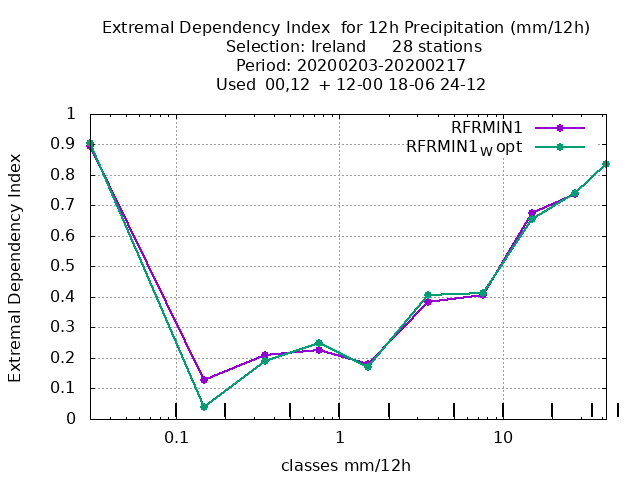 Extremal Dependency Index  for 12h Precipitation (mm/12h)
Selection: Ireland     28 stations
Period: 20200203-20200217
Used  00,12  + 12-00 18-06 24-12
RFRMIN1
RFRMIN1_W opt
1
0.9
0.8
0.7
0.6
0.5
0.4
0.3
0.2
0.1
0
Extremal Dependency Index
0.1 1 10
classes mm/12h